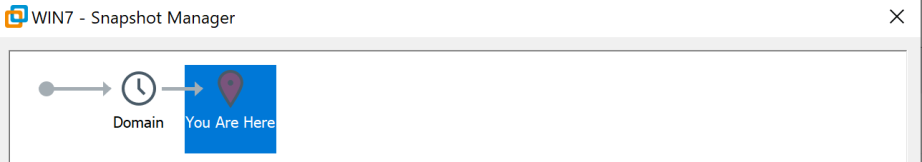 WIN7 - Snapshot Manager
Domain
You Are Here